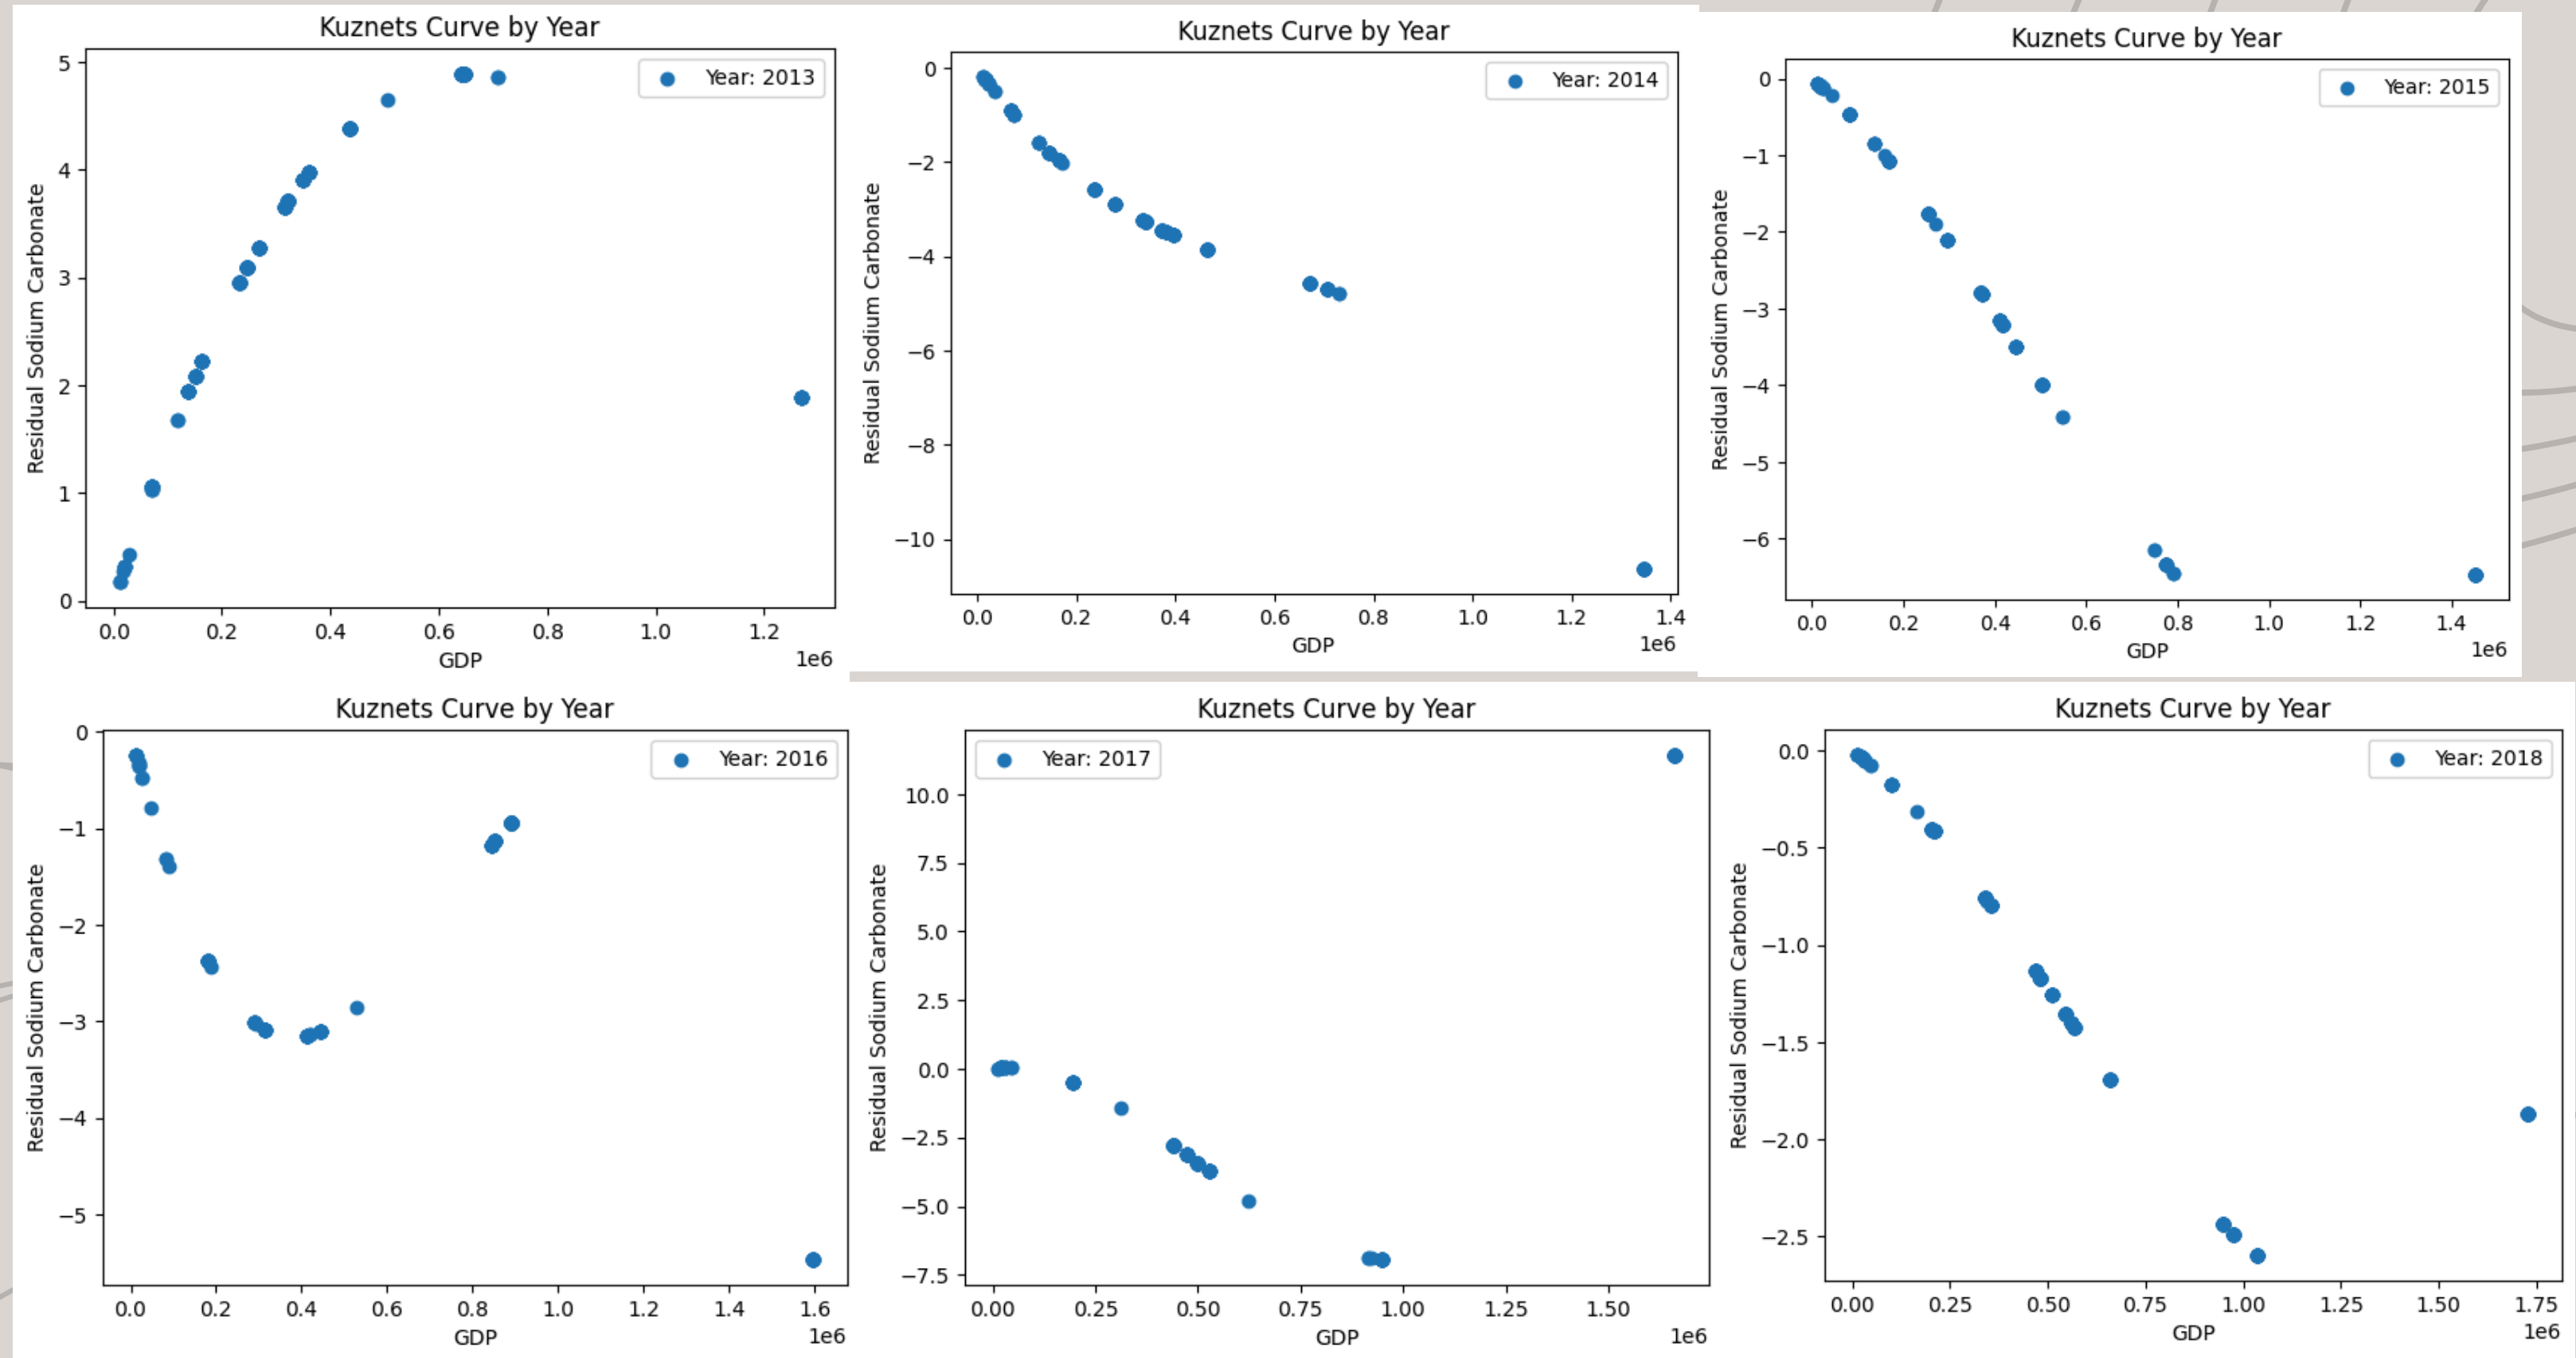 Kuznets Curve by Year
Year: 2013
Residual Sodium Carbonate
5
4
3
2
1
0
0.0 0.2 0.4 0.6 0.8 1.0 1.2
1e6
GDP
Kuznets Curve by Year
Year: 2014
Residual Sodium Carbonate
0
−2
−4
−6
−8
−10
0.0 0.2 0.4 0.6 0.8 1.0 1.2 1.4
1e6
GDP
Kuznets Curve by Year
Year: 2015
Residual Sodium Carbonate
0
−1
−2
−3
−4
−5
−6
0.0 0.2 0.4 0.6 0.8 1.0 1.2 1.4
1e6
GDP
Kuznets Curve by Year
Year: 2016
Residual Sodium Carbonate
0
−1
−2
−3
−4
−5
0.0 0.2 0.4 0.6 0.8 1.0 1.2 1.4 1.6
1e6
GDP
Kuznets Curve by Year
Year: 2017
Residual Sodium Carbonate
10.0
7.5
5.0
2.5
0.0
−2.5
−5.0
−7.5
0.00 0.25 0.50 0.75 1.00 1.25 1.50
1e6
GDP
Kuznets Curve by Year
Year: 2018
Residual Sodium Carbonate
0.0
−0.5
−1.0
−1.5
−2.0
−2.5
0.00 0.25 0.50 0.75 1.00 1.25 1.50 1.75
1e6
GDP